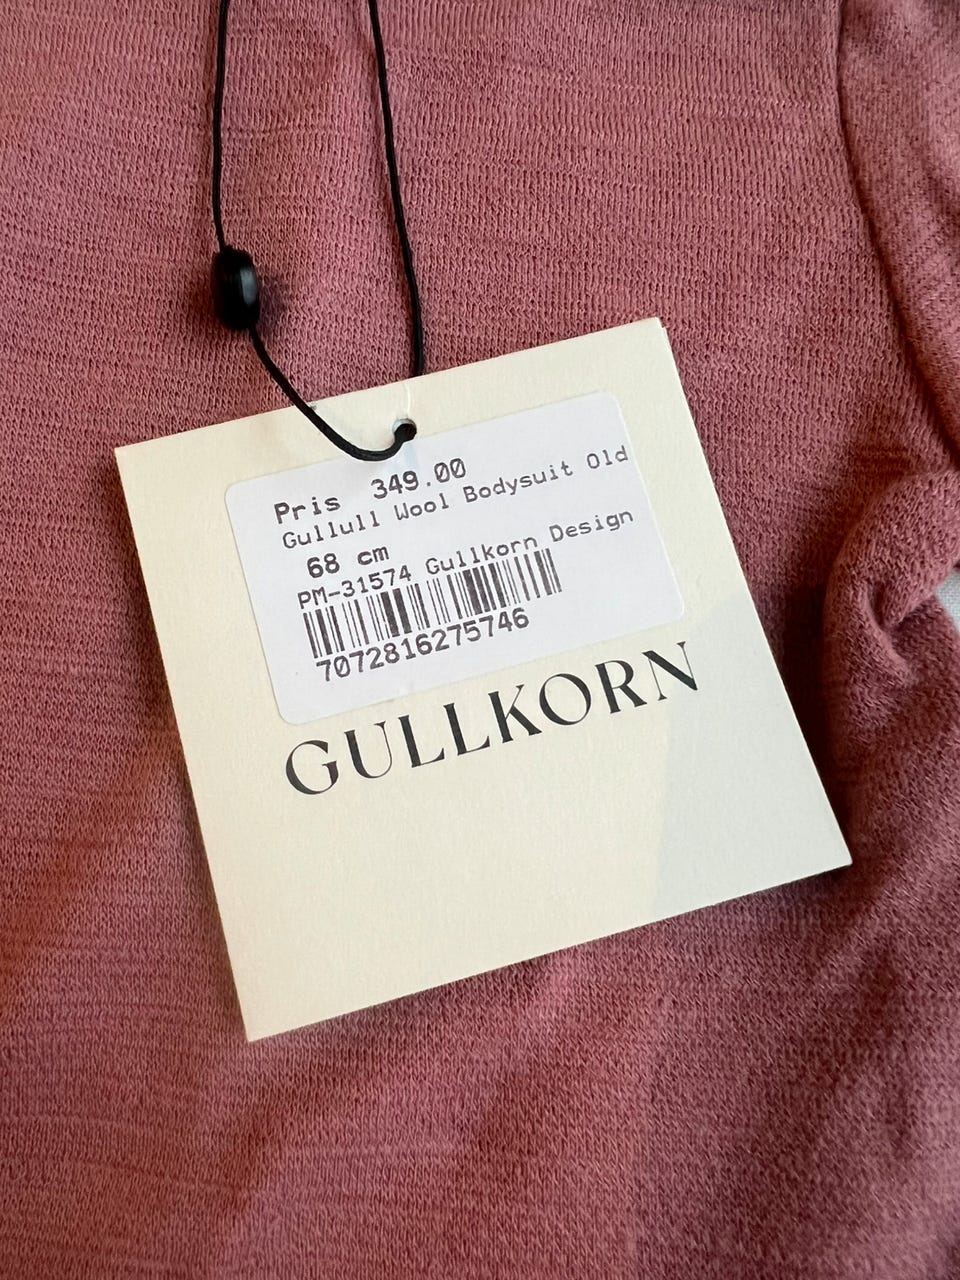 Pris 349.00
Gullull Wool Bodysuit Old
68 cm
PM-31574 Gullkorn Design
7072816275746
GULLKORN